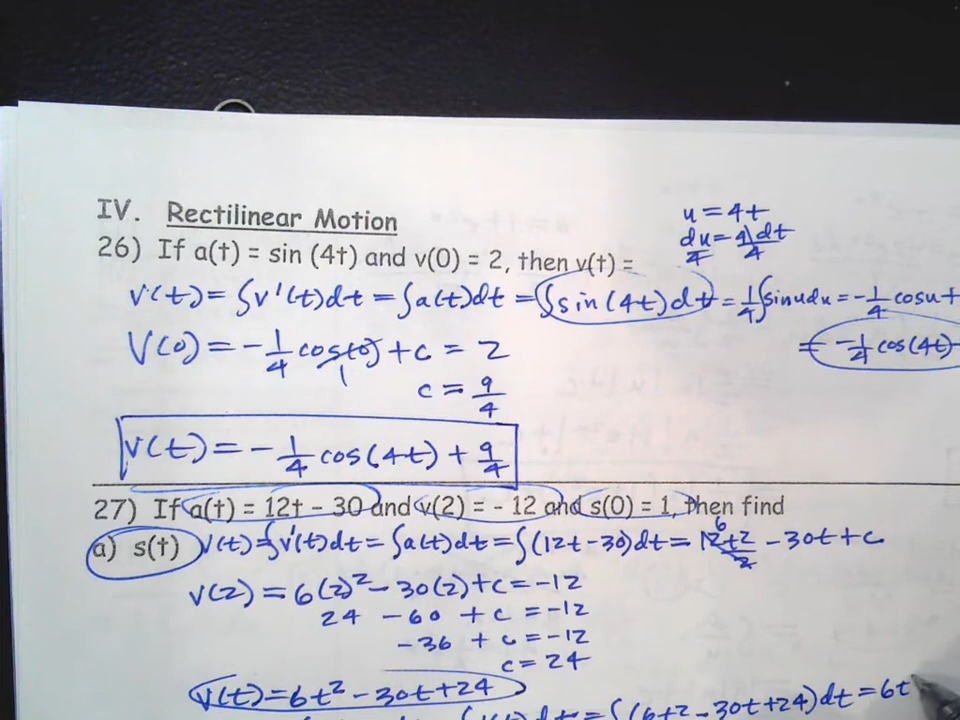 IV. Rectilinear Motion
u = 4t
du/4 = 4dt/4
26) If a(t) = sin (4t) and v(0) = 2, then v(t) =
v(t) = ∫v'(t)dt = ∫a(t)dt = ∫sin(4t)dt = 1/4 ∫sin u du = -1/4 cos u +
V(0) = -1/4 cos(0) + c = 2
1
= -1/4 cos(4t)
c = 9/4
v(t) = -1/4 cos(4t) + 9/4
27) If a(t) = 12t - 30 and v(2) = - 12 and s(0) = 1, then find
a) s(t) v(t) = ∫v'(t)dt = ∫a(t)dt = ∫(12t-30)dt = 12t²/2 6 - 30t + c
v(2) = 6(2)² - 30(2) + c = -12
24 - 60 + c = -12
-36 + c = -12
c = 24
v(t) = 6t² - 30t + 24
∫(6t² - 30t + 24)dt = 6t